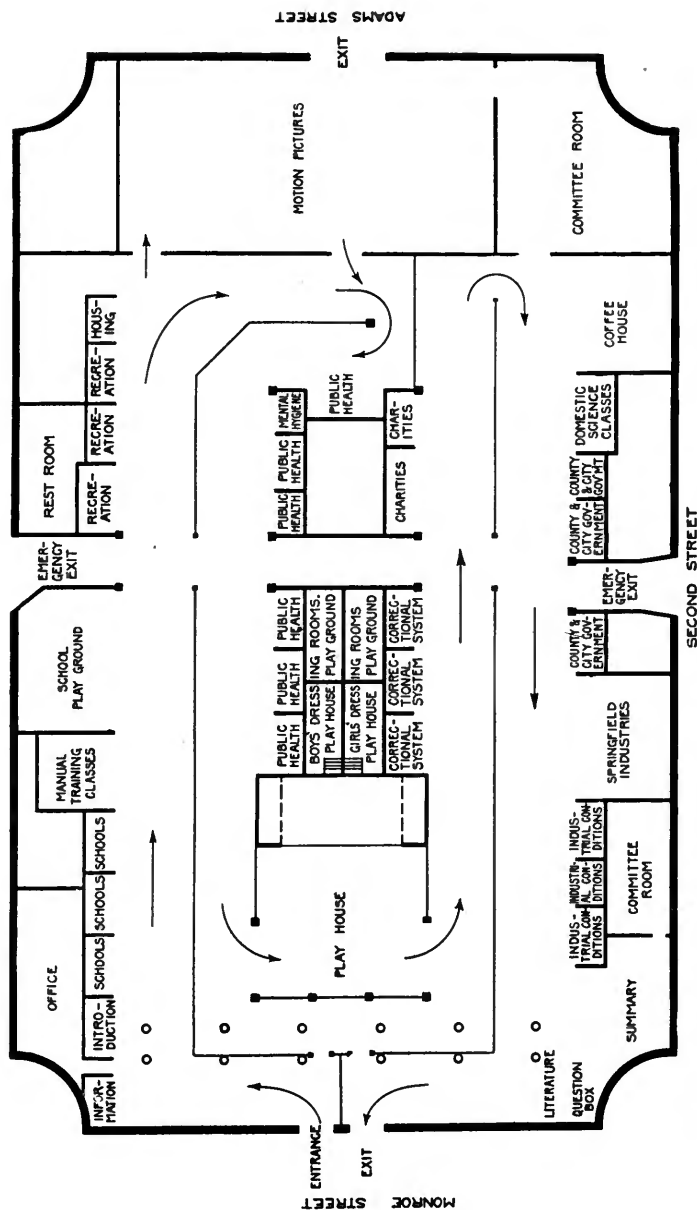 ADAMS STREET
EXIT
MOTION PICTURES
COMMITTEE ROOM
HOUS-
ING
RECRE-
ATION
RECRE-
ATION
RECRE-
ATION
REST ROOM
EMER-
GENCY
EXIT
MENTAL
HYGIENE
PUBLIC
HEALTH
PUBLIC
HEALTH
PUBLIC
HEALTH
CHAR-
ITIES
CHARITIES
COFFEE
HOUSE
DOMESTIC
SCIENCE
CLASSES
COUNTY
& CITY
GOV'MT
COUNTY &
CITY GOV-
ERNMENT
EMER-
GENCY
EXIT
SECOND STREET
COUNTY &
CITY GOV-
ERNMENT
SCHOOL
PLAY GROUND
MANUAL
TRAINING
CLASSES
SCHOOLS
SCHOOLS
SCHOOLS
OFFICE
INTRO-
DUCTION
INFOR-
MATION
PUBLIC
HEALTH
PUBLIC
HEALTH
PUBLIC
HEALTH
BOYS DRESSING ROOMS.
PLAY HOUSE PLAY GROUND
GIRLS' DRESSING ROOMS
PLAY HOUSE PLAY GROUND
CORREC-
TIONAL
SYSTEM
CORREC-
TIONAL
SYSTEM
CORREC-
TIONAL
SYSTEM
PLAY HOUSE
SPRINGFIELD
INDUSTRIES
INDUS-
TRIAL CON-
DITIONS
INDUSTRI-
AL CON-
DITIONS
INDUS-
TRIAL CON-
DITIONS
COMMITTEE
ROOM
SUMMARY
LITERATURE
QUESTION
BOX
ENTRANCE
EXIT
MONROE
STREET